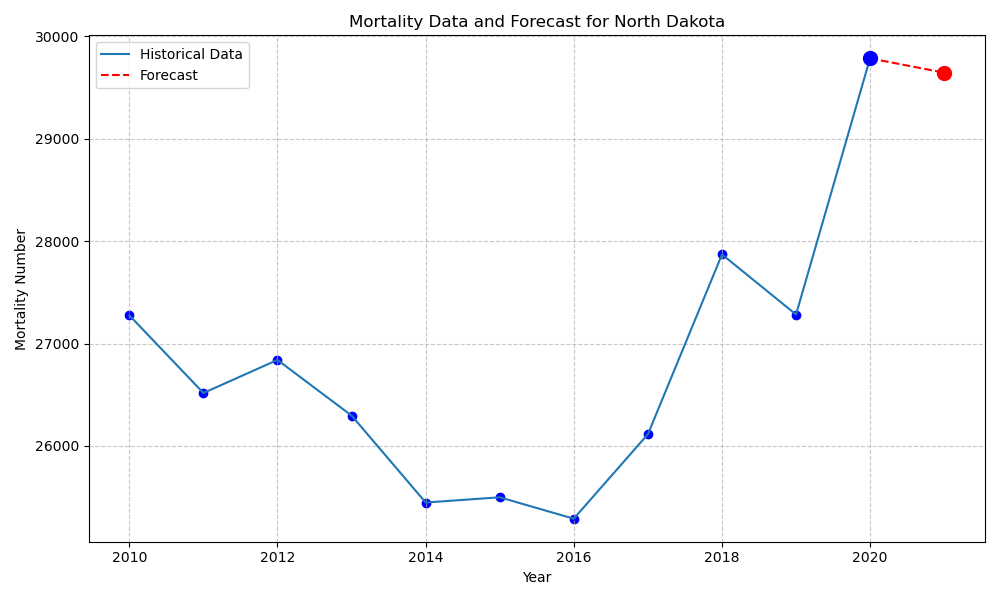 Mortality Data and Forecast for North Dakota
Historical Data
Forecast
30000
29000
28000
27000
26000
Mortality Number
2010
2012
2014
2016
2018
2020
Year